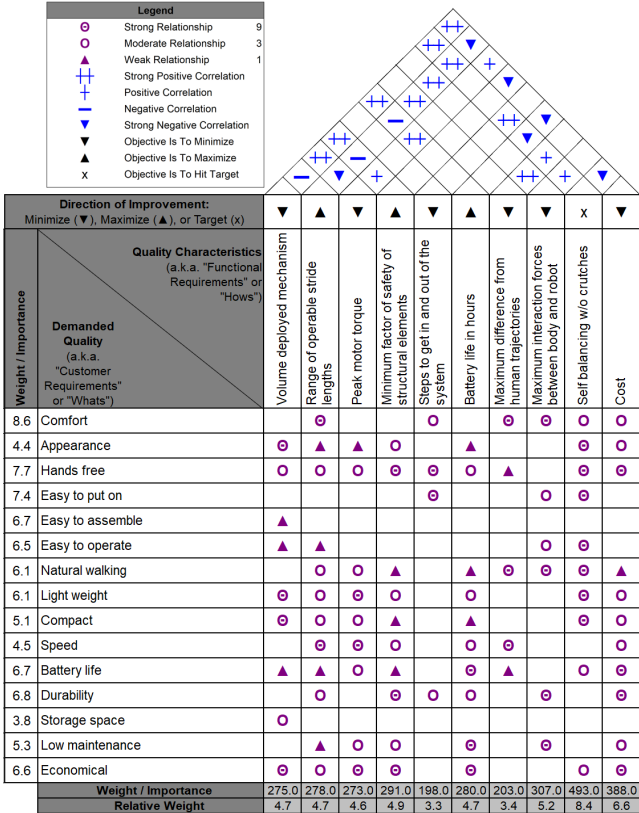 Legend
Strong Relationship 9
Moderate Relationship 3
Weak Relationship 1
Strong Positive Correlation
Positive Correlation
Negative Correlation
Strong Negative Correlation
Objective Is To Minimize
Objective Is To Maximize
x Objective Is To Hit Target
Direction of Improvement:
Minimize (▼), Maximize (▲), or Target (x)
▼ ▲ ▼ ▲ ▼ ▲ ▼ ▼ x ▼
Weight / Importance
Quality Characteristics
(a.k.a. "Functional
Requirements" or
"Hows")
Demanded
Quality
(a.k.a.
"Customer
Requirements"
or "Whats")
Volume deployed mechanism
Range of operable stride
lengths
Peak motor torque
Minimum factor of safety of
structural elements
Steps to get in and out of the
system
Battery life in hours
Maximum difference from
human trajectories
Maximum interaction forces
between body and robot
Self balancing w/o crutches
Cost
8.6 Comfort
4.4 Appearance
7.7 Hands free
7.4 Easy to put on
6.7 Easy to assemble
6.5 Easy to operate
6.1 Natural walking
6.1 Light weight
5.1 Compact
4.5 Speed
6.7 Battery life
6.8 Durability
3.8 Storage space
5.3 Low maintenance
6.6 Economical
Weight / Importance 275.0 278.0 273.0 291.0 198.0 280.0 203.0 307.0 493.0 388.0
Relative Weight 4.7 4.7 4.6 4.9 3.3 4.7 3.4 5.2 8.4 6.6